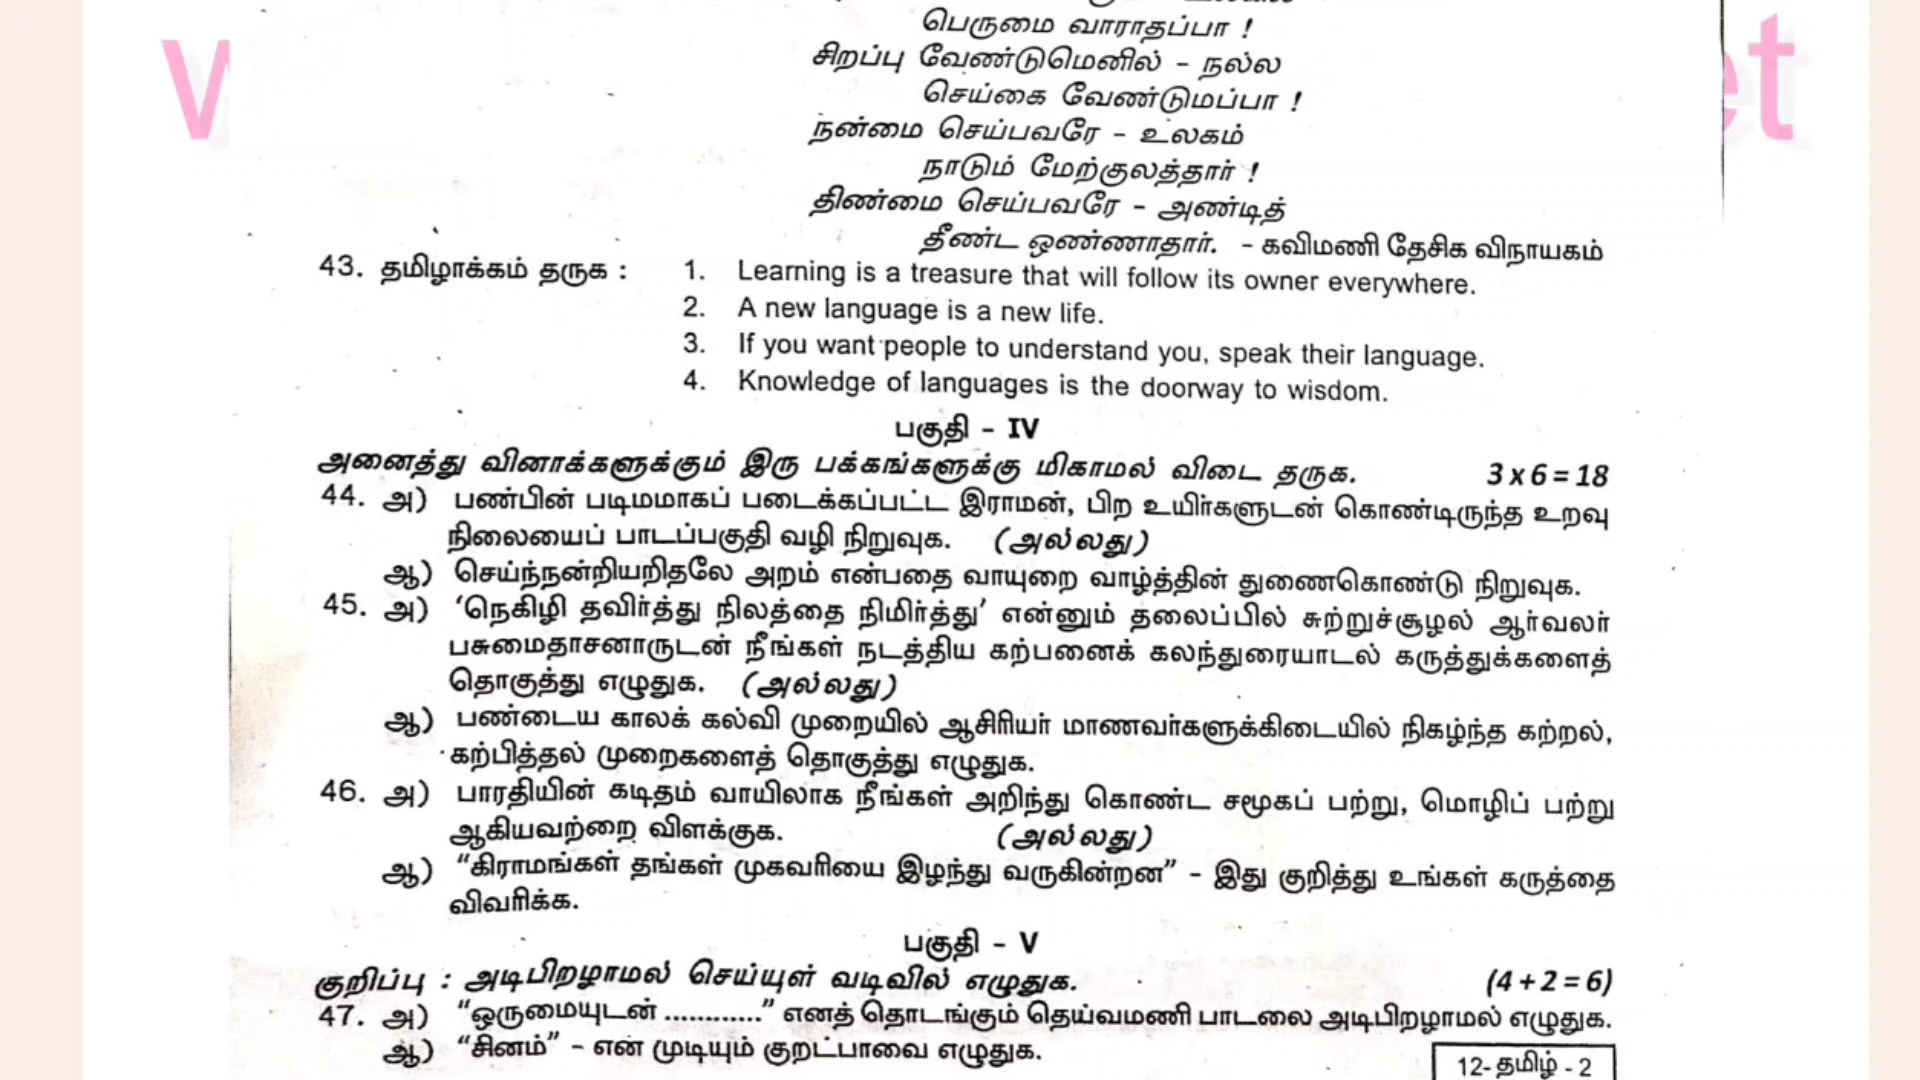 பெருமை வாராதப்பா !
சிறப்பு வேண்டுமெனில் - நல்ல
செய்கை வேண்டுமப்பா !
நன்மை செய்பவரே - உலகம்
நாடும் மேற்குலத்தார் !
திண்மை செய்பவரே - அண்டித்
தீண்ட ஒண்ணாதார். - கவிமணி தேசிக விநாயகம்
43. தமிழாக்கம் தருக : 1. Learning is a treasure that will follow its owner everywhere.
2. A new language is a new life.
3. If you want people to understand you, speak their language.
4. Knowledge of languages is the doorway to wisdom.
பகுதி - IV
அனைத்து வினாக்களுக்கும் இரு பக்கங்களுக்கு மிகாமல் விடை தருக. 3 x 6 = 18
44. அ) பண்பின் படிமமாகப் படைக்கப்பட்ட இராமன், பிற உயிர்களுடன் கொண்டிருந்த உறவு
நிலையைப் பாடப்பகுதி வழி நிறுவுக. (அல்லது)
ஆ) செய்ந்நன்றியறிதலே அறம் என்பதை வாயுறை வாழ்த்தின் துணைகொண்டு நிறுவுக.
45. அ) ‘நெகிழி தவிர்த்து நிலத்தை நிமிர்த்து’ என்னும் தலைப்பில் சுற்றுச்சூழல் ஆர்வலர்
பசுமைதாசனாருடன் நீங்கள் நடத்திய கற்பனைக் கலந்துரையாடல் கருத்துக்களைத்
தொகுத்து எழுதுக. (அல்லது)
ஆ) பண்டைய காலக் கல்வி முறையில் ஆசிரியர் மாணவர்களுக்கிடையில் நிகழ்ந்த கற்றல்,
கற்பித்தல் முறைகளைத் தொகுத்து எழுதுக.
46. அ) பாரதியின் கடிதம் வாயிலாக நீங்கள் அறிந்து கொண்ட சமூகப் பற்று, மொழிப் பற்று
ஆகியவற்றை விளக்குக. (அல்லது)
ஆ) “கிராமங்கள் தங்கள் முகவரியை இழந்து வருகின்றன” - இது குறித்து உங்கள் கருத்தை
விவரிக்க.
பகுதி - V
குறிப்பு : அடிபிறழாமல் செய்யுள் வடிவில் எழுதுக. (4 + 2 = 6)
47. அ) “ஒருமையுடன் ............” எனத் தொடங்கும் தெய்வமணி பாடலை அடிபிறழாமல் எழுதுக.
ஆ) “சினம்” - என் முடியும் குறட்பாவை எழுதுக.
12-தமிழ் - 2